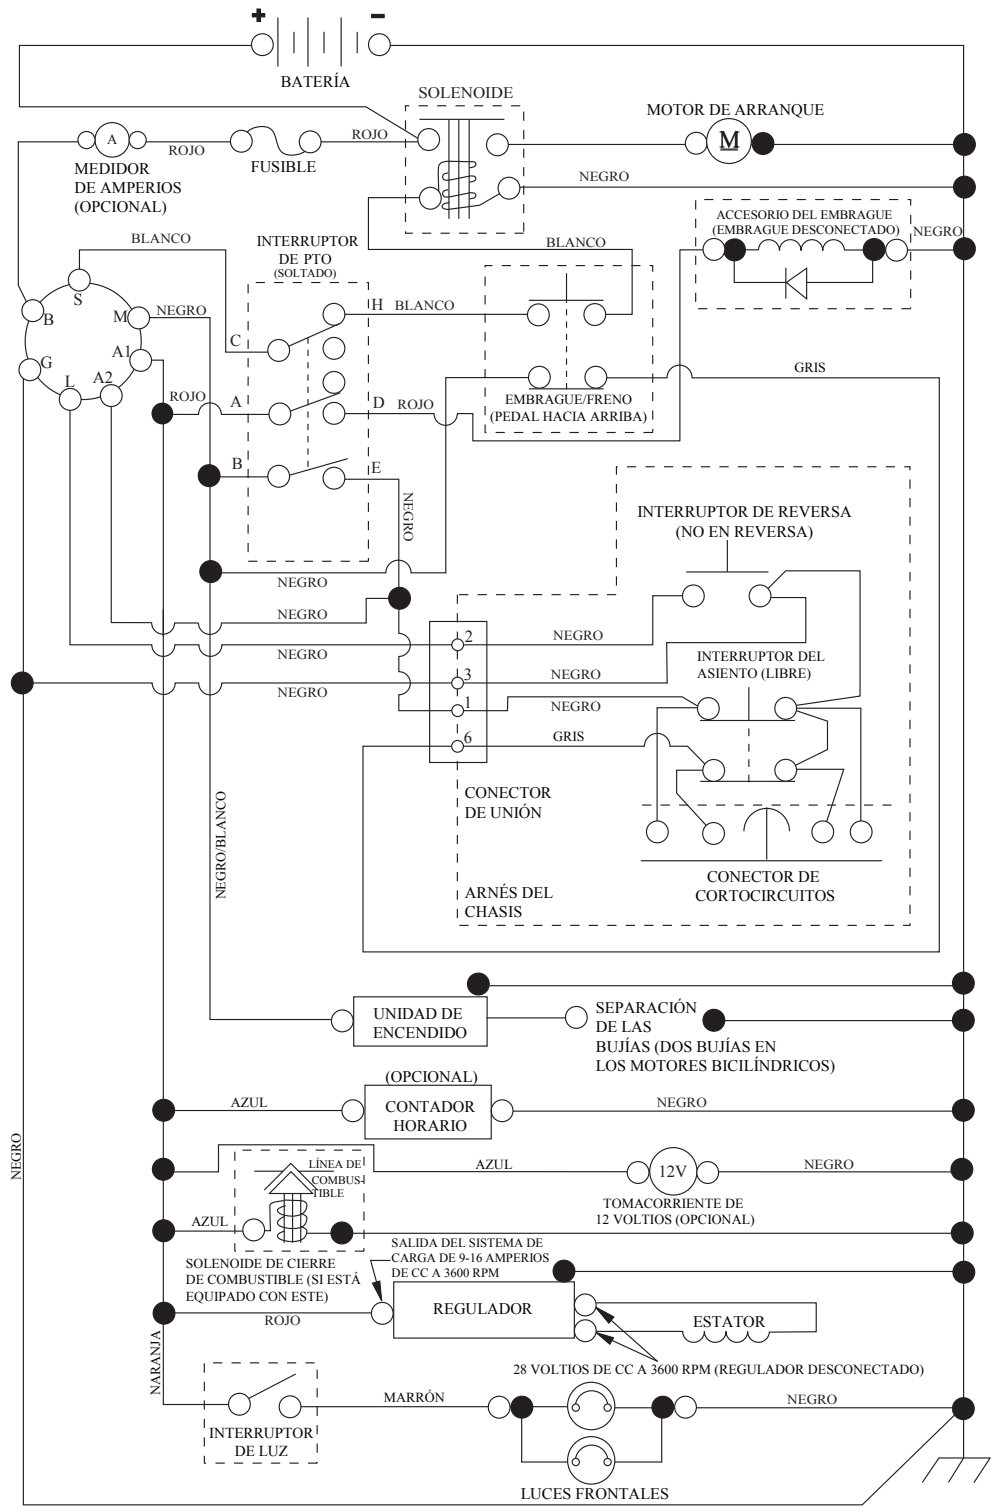 + -
BATERÍA
SOLENOIDE
MOTOR DE ARRANQUE
A
ROJO
ROJO
FUSIBLE
M
MEDIDOR
DE AMPERIOS
(OPCIONAL)
NEGRO
ACCESORIO DEL EMBRAGUE
(EMBRAGUE DESCONECTADO)
NEGRO
BLANCO
INTERRUPTOR
DE PTO
(SOLTADO)
BLANCO
S
B
M
NEGRO
H
BLANCO
C
A1
G
L
A2
ROJO
A
D
ROJO
GRIS
EMBRAGUE/FRENO
(PEDAL HACIA ARRIBA)
B
E
NEGRO
INTERRUPTOR DE REVERSA
(NO EN REVERSA)
NEGRO
NEGRO
NEGRO
2
NEGRO
INTERRUPTOR DEL
ASIENTO (LIBRE)
NEGRO
3
NEGRO
1
NEGRO
6
GRIS
CONECTOR
DE UNIÓN
NEGRO/BLANCO
CONECTOR DE
CORTOCIRCUITOS
ARNÉS DEL
CHASIS
UNIDAD DE
ENCENDIDO
SEPARACIÓN
DE LAS
BUJÍAS (DOS BUJÍAS EN
LOS MOTORES BICILÍNDRICOS)
(OPCIONAL)
AZUL
CONTADOR
HORARIO
NEGRO
NEGRO
LÍNEA DE
COMBUS-
TIBLE
AZUL
12V
NEGRO
TOMACORRIENTE DE
12 VOLTIOS (OPCIONAL)
AZUL
SOLENOIDE DE CIERRE
DE COMBUSTIBLE (SI ESTÁ
EQUIPADO CON ESTE)
SALIDA DEL SISTEMA DE
CARGA DE 9-16 AMPERIOS
DE CC A 3600 RPM
ROJO
REGULADOR
ESTATOR
28 VOLTIOS DE CC A 3600 RPM (REGULADOR DESCONECTADO)
NARANJA
MARRÓN
NEGRO
INTERRUPTOR
DE LUZ
LUCES FRONTALES